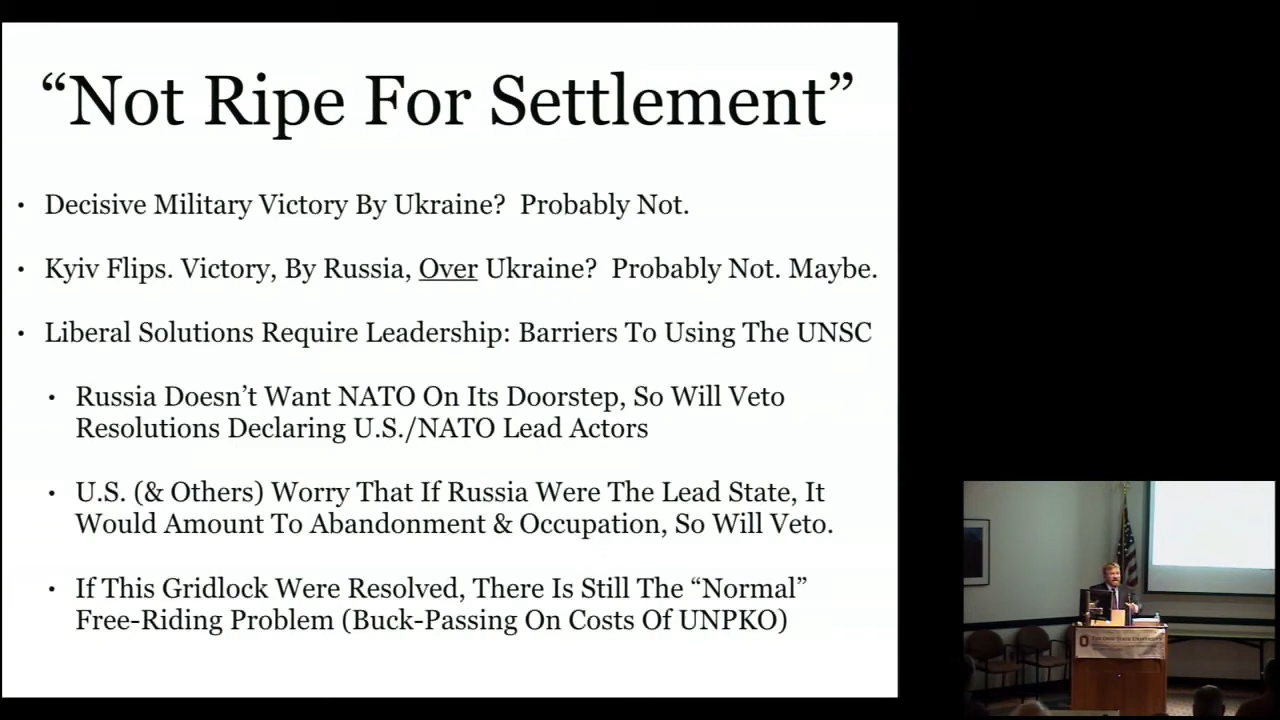 “Not Ripe For Settlement”
• Decisive Military Victory By Ukraine?  Probably Not.
• Kyiv Flips. Victory, By Russia, Over Ukraine?  Probably Not. Maybe.
• Liberal Solutions Require Leadership: Barriers To Using The UNSC
• Russia Doesn’t Want NATO On Its Doorstep, So Will Veto
Resolutions Declaring U.S./NATO Lead Actors
• U.S. (& Others) Worry That If Russia Were The Lead State, It
Would Amount To Abandonment & Occupation, So Will Veto.
• If This Gridlock Were Resolved, There Is Still The “Normal”
Free-Riding Problem (Buck-Passing On Costs Of UNPKO)
The Ohio State University